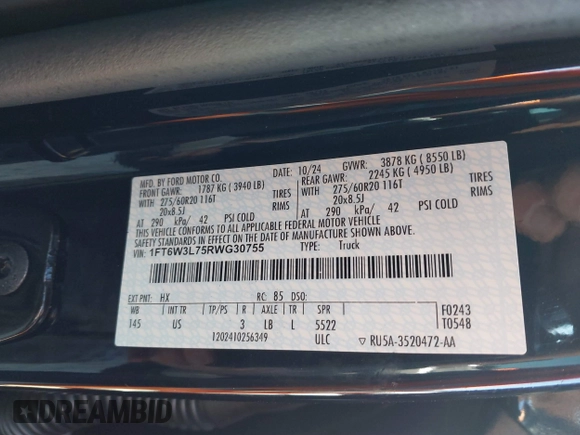 MFD. BY FORD MOTOR CO.
DATE: 10/24 GVWR: 3878 KG ( 8550 LB)
FRONT GAWR: 1787 KG ( 3940 LB) REAR GAWR: 2245 KG ( 4950 LB)
WITH 275/60R20 116T TIRES WITH 275/60R20 116T TIRES
20x8.5J RIMS 20x8.5J RIMS
AT 290 kPa/ 42 PSI COLD AT 290 kPa/ 42 PSI COLD
THIS VEHICLE CONFORMS TO ALL APPLICABLE FEDERAL MOTOR VEHICLE
SAFETY STANDARDS IN EFFECT ON THE DATE OF MANUFACTURE SHOWN ABOVE.
VIN: 1FT6W3L75RWG30755 TYPE: Truck
EXT PNT: HX RC: 85 DSO:
WB INT TR TP/PS R AXLE TR SPR
145 US 3 LB L 5522
1202410256349 ULC
F0243
T0548
RU5A-3520472-AA
DREAMBID